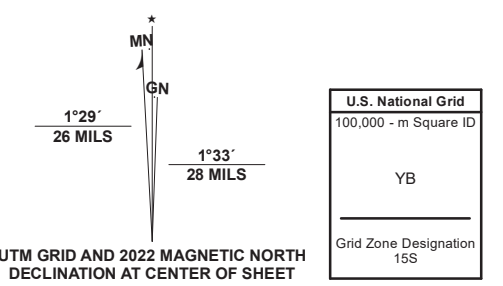 ★
MN
GN
1°29´
26 MILS
1°33´
28 MILS
UTM GRID AND 2022 MAGNETIC NORTH
DECLINATION AT CENTER OF SHEET
U.S. National Grid
100,000 - m Square ID
YB
Grid Zone Designation
15S